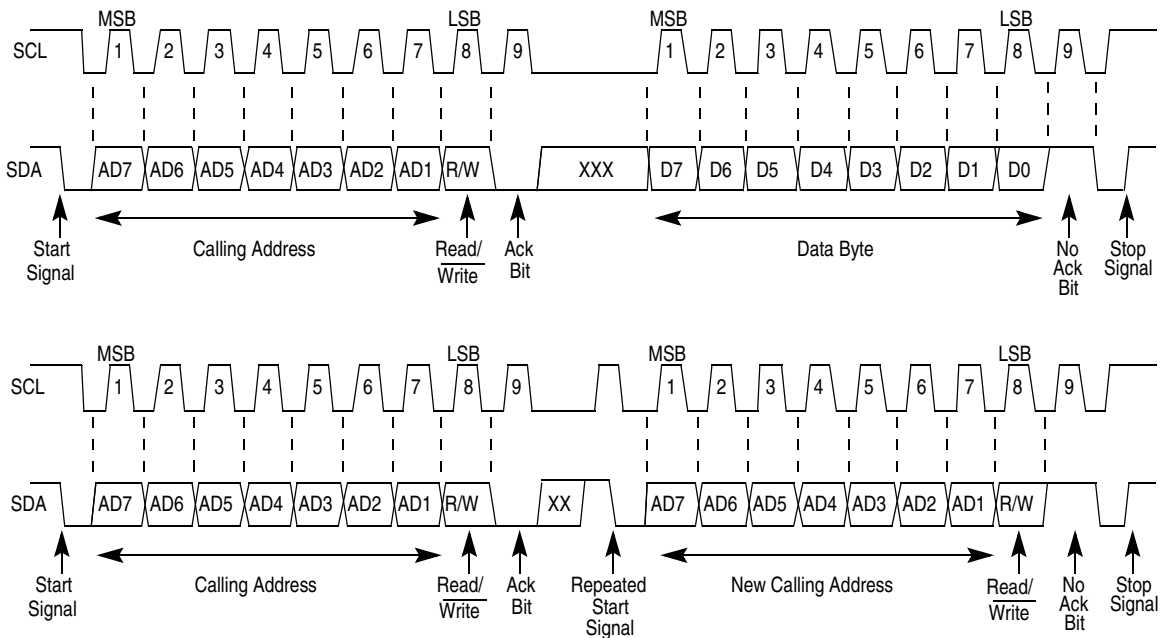 MSB LSB MSB LSB
SCL 1 2 3 4 5 6 7 8 9 1 2 3 4 5 6 7 8 9
SDA AD7 AD6 AD5 AD4 AD3 AD2 AD1 R/W XXX D7 D6 D5 D4 D3 D2 D1 D0
Start Signal
Calling Address
Read/ Write
Ack Bit
Data Byte
No Ack Bit
Stop Signal
MSB LSB MSB LSB
SCL 1 2 3 4 5 6 7 8 9 1 2 3 4 5 6 7 8 9
SDA AD7 AD6 AD5 AD4 AD3 AD2 AD1 R/W XX AD7 AD6 AD5 AD4 AD3 AD2 AD1 R/W
Start Signal
Calling Address
Read/ Write
Ack Bit
Repeated Start Signal
New Calling Address
Read/ Write
No Ack Bit
Stop Signal